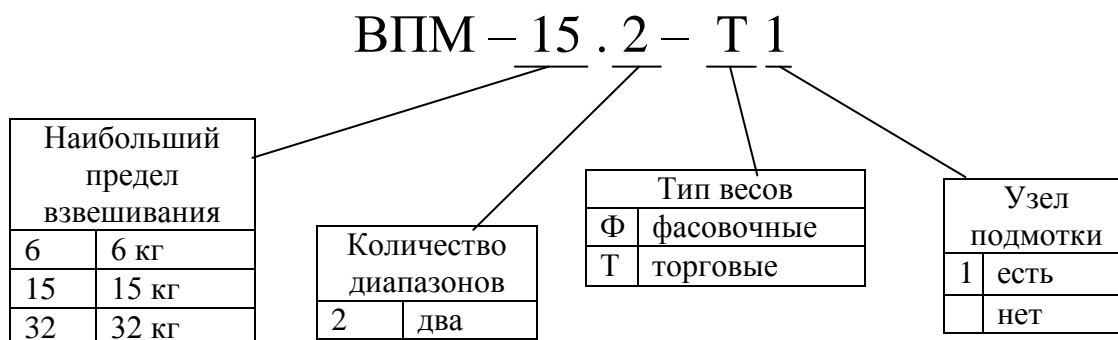 ВПМ – 15 . 2 – Т 1
Наибольший
предел
взвешивания
6 6 кг
15 15 кг
32 32 кг
Количество
диапазонов
2 два
Тип весов
Ф фасовочные
Т торговые
Узел
подмотки
1 есть
нет